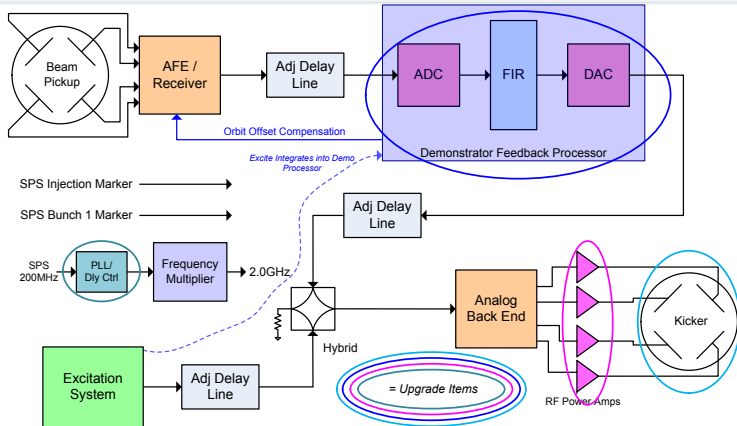 Beam
Pickup
AFE /
Receiver
Adj Delay
Line
ADC
FIR
DAC
Orbit Offset Compensation
Demonstrator Feedback Processor
Excite Integrates into Demo
Processor
SPS Injection Marker
SPS Bunch 1 Marker
Adj Delay
Line
SPS
200MHz
PLL/
Dly Ctrl
Frequency
Multiplier
2.0GHz
Analog
Back End
Kicker
Hybrid
Excitation
System
Adj Delay
Line
= Upgrade Items
RF Power Amps